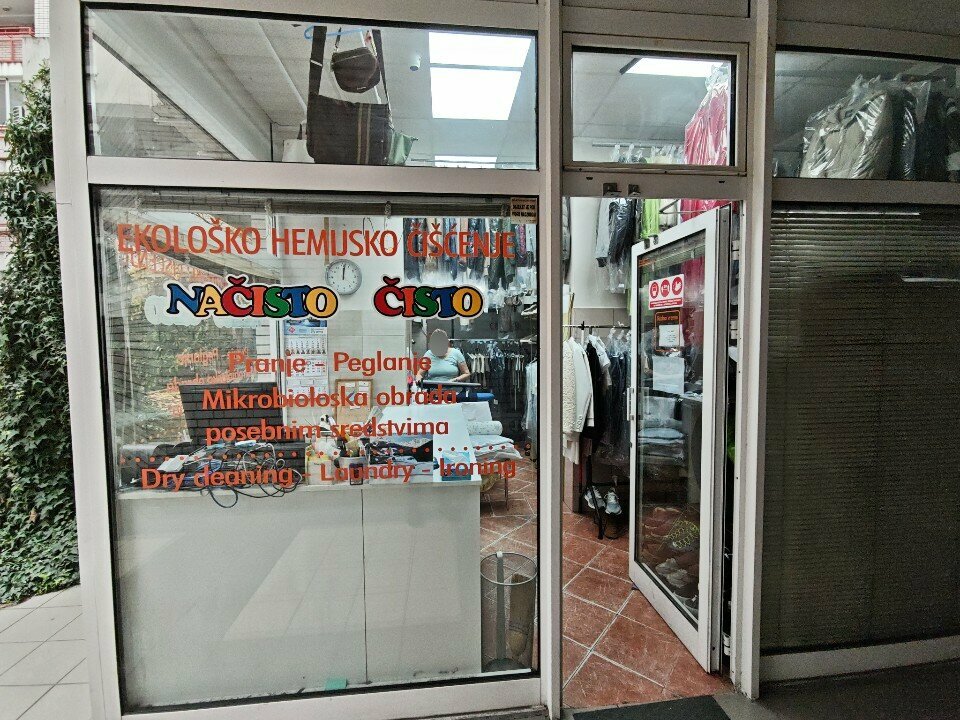 EKOLOŠKO HEMIJSKO ČIŠĆENJE
NAČISTO ČISTO
Pranje - Peglanje
Mikrobioloska obrada
posebnim sredstvima
Dry cleaning - Laundry - Ironing